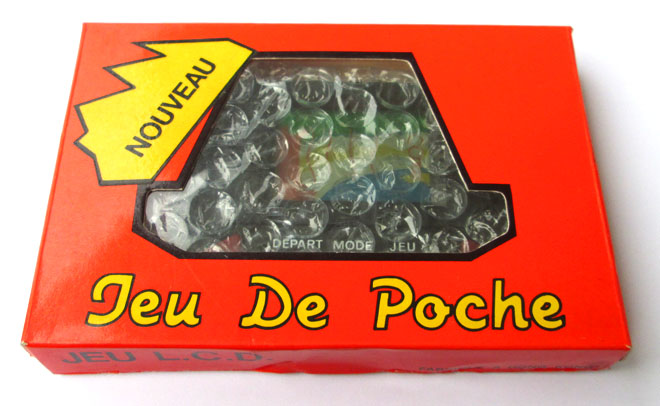 NOUVEAU
DEPART MODE JEU
Jeu De Poche
JEU L.C.D.